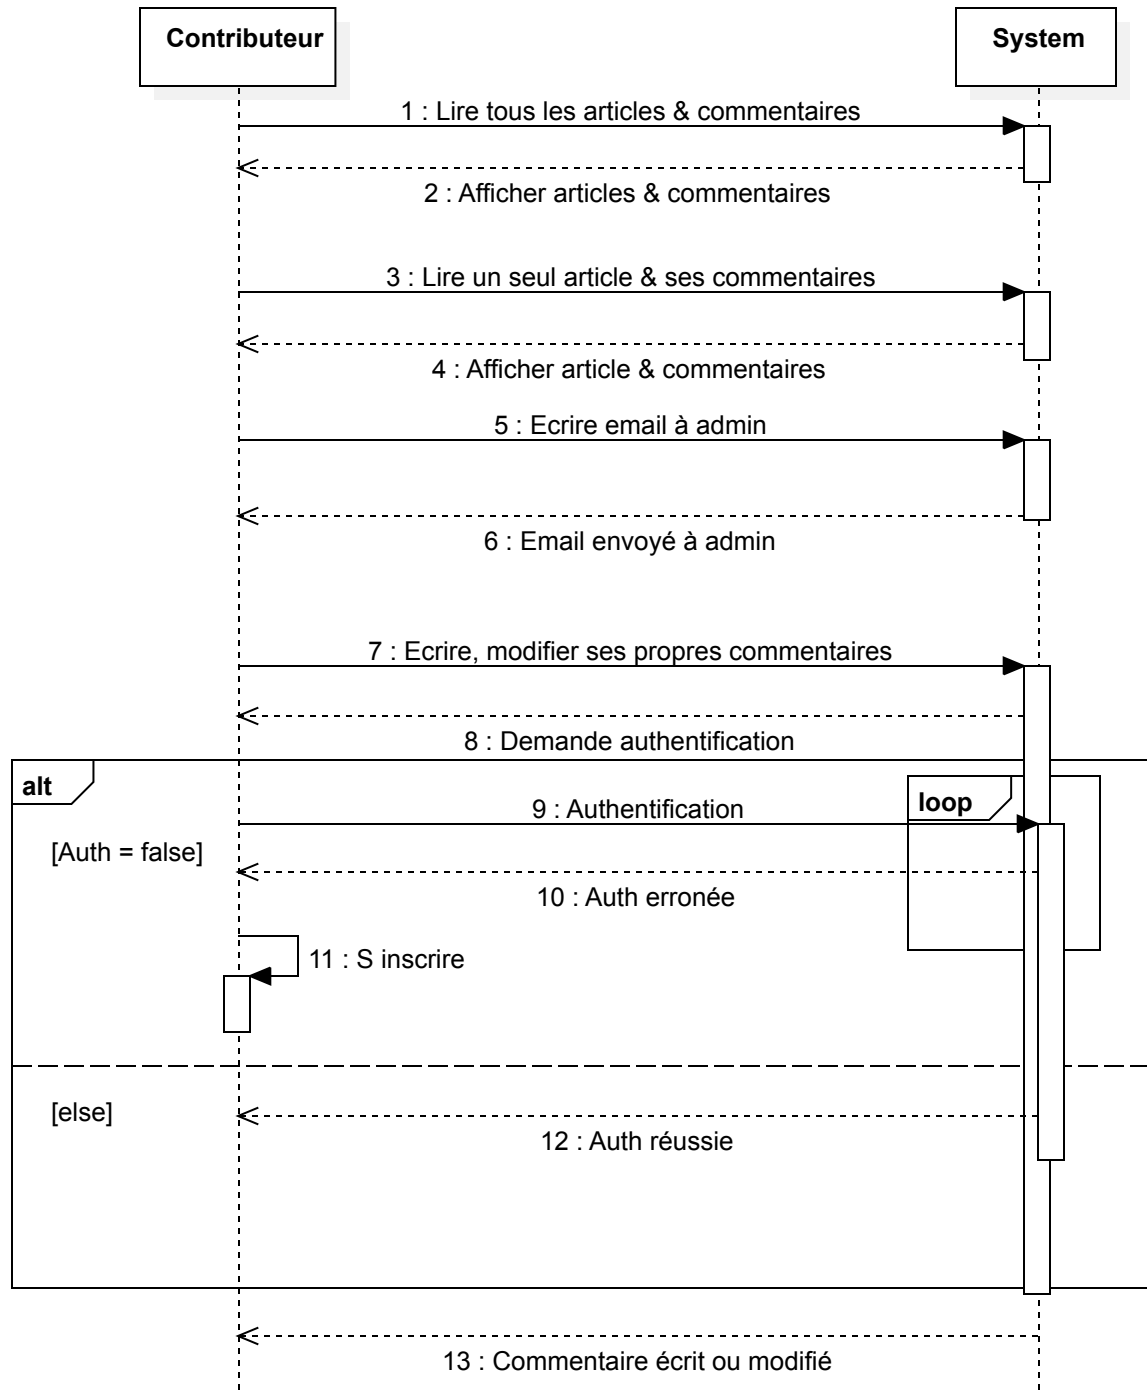 Contributeur
System
1 : Lire tous les articles & commentaires
2 : Afficher articles & commentaires
3 : Lire un seul article & ses commentaires
4 : Afficher article & commentaires
5 : Ecrire email à admin
6 : Email envoyé à admin
7 : Ecrire, modifier ses propres commentaires
8 : Demande authentification
alt
loop
9 : Authentification
[Auth = false]
10 : Auth erronée
11 : S inscrire
[else]
12 : Auth réussie
13 : Commentaire écrit ou modifié